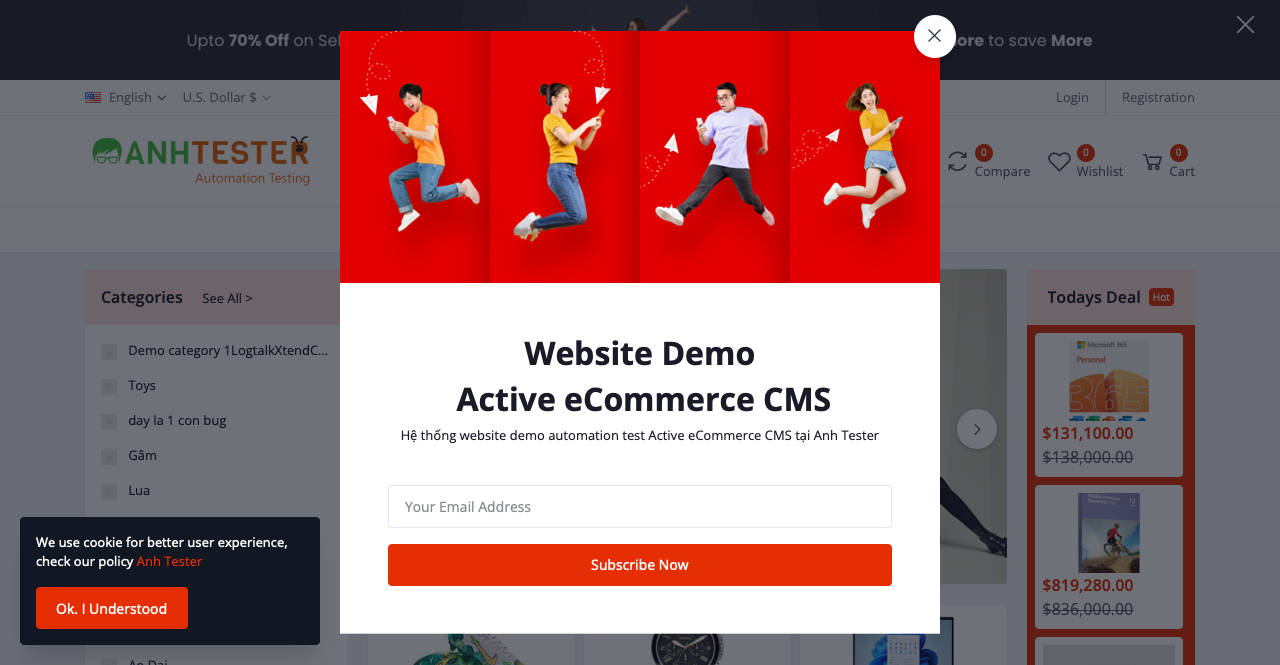 Upto 70% Off on Sel
ore to save More
English
U.S. Dollar $
Login
Registration
ANHTESTER
Automation Testing
0
Compare
0
Wishlist
0
Cart
Categories
See All >
Todays Deal
Hot
Demo category 1LogtalkXtendC...
Toys
day la 1 con bug
Gâm
Lua
Website Demo
Active eCommerce CMS
Hệ thống website demo automation test Active eCommerce CMS tại Anh Tester
Your Email Address
Subscribe Now
Microsoft 365
Personal
365
$131,100.00
$138,000.00
$819,280.00
$836,000.00
We use cookie for better user experience,
check our policy Anh Tester
Ok. I Understood
Ao Dai